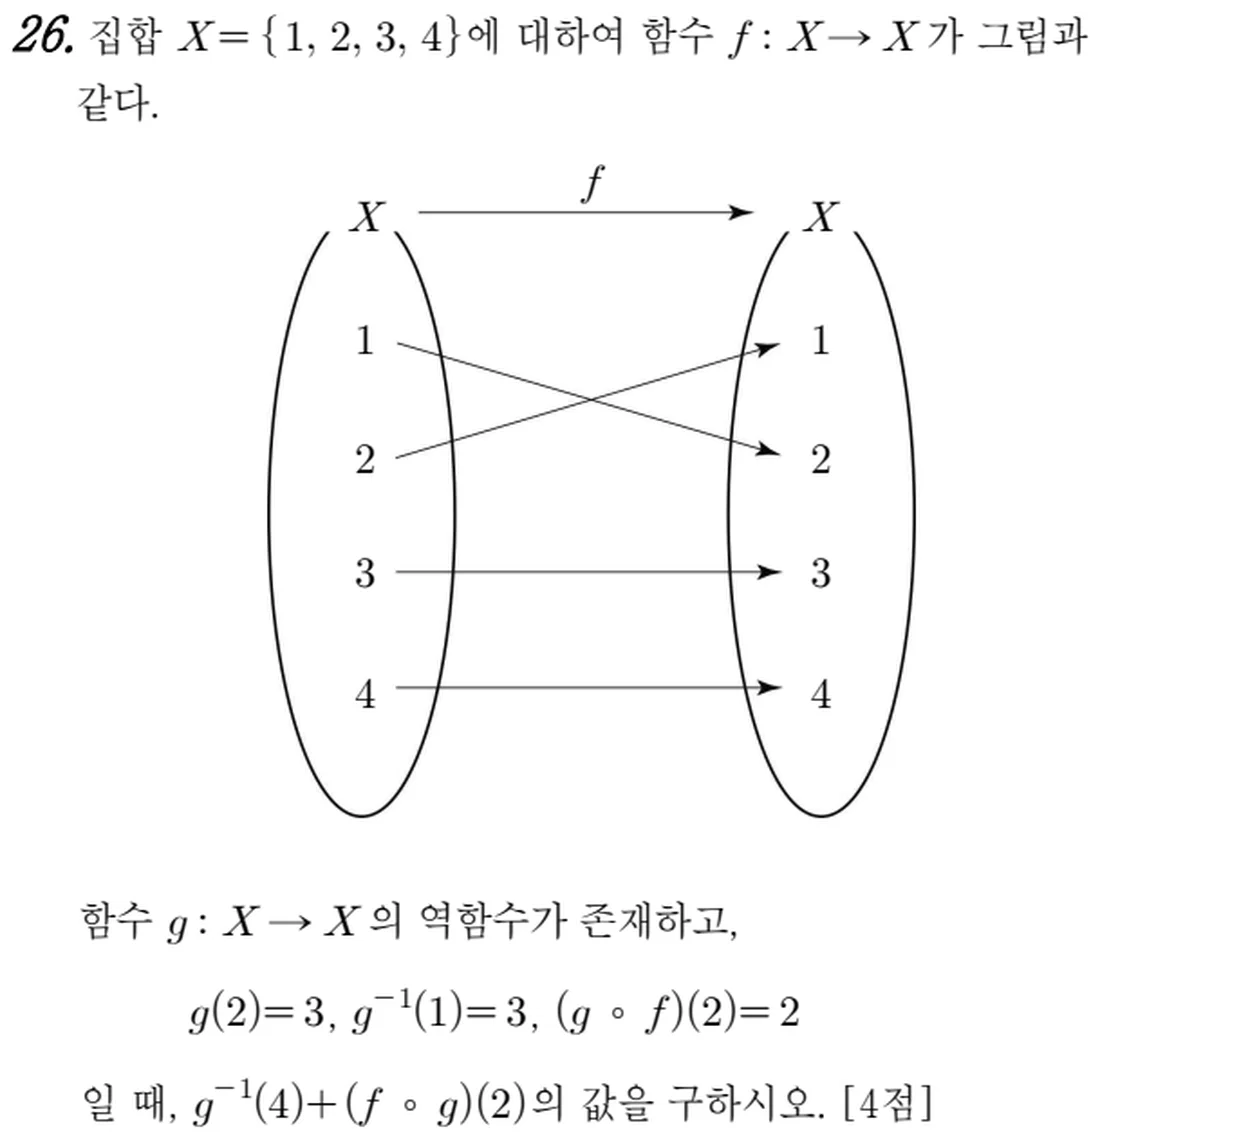 26. 집합 X={1, 2, 3, 4}에 대하여 함수 f : X→X가 그림과
같다.
f
X X
1 1
2 2
3 3
4 4
함수 g : X→X의 역함수가 존재하고,
g(2)=3, g⁻¹(1)=3, (g ∘ f)(2)=2
일 때, g⁻¹(4)+(f ∘ g)(2)의 값을 구하시오. [4점]